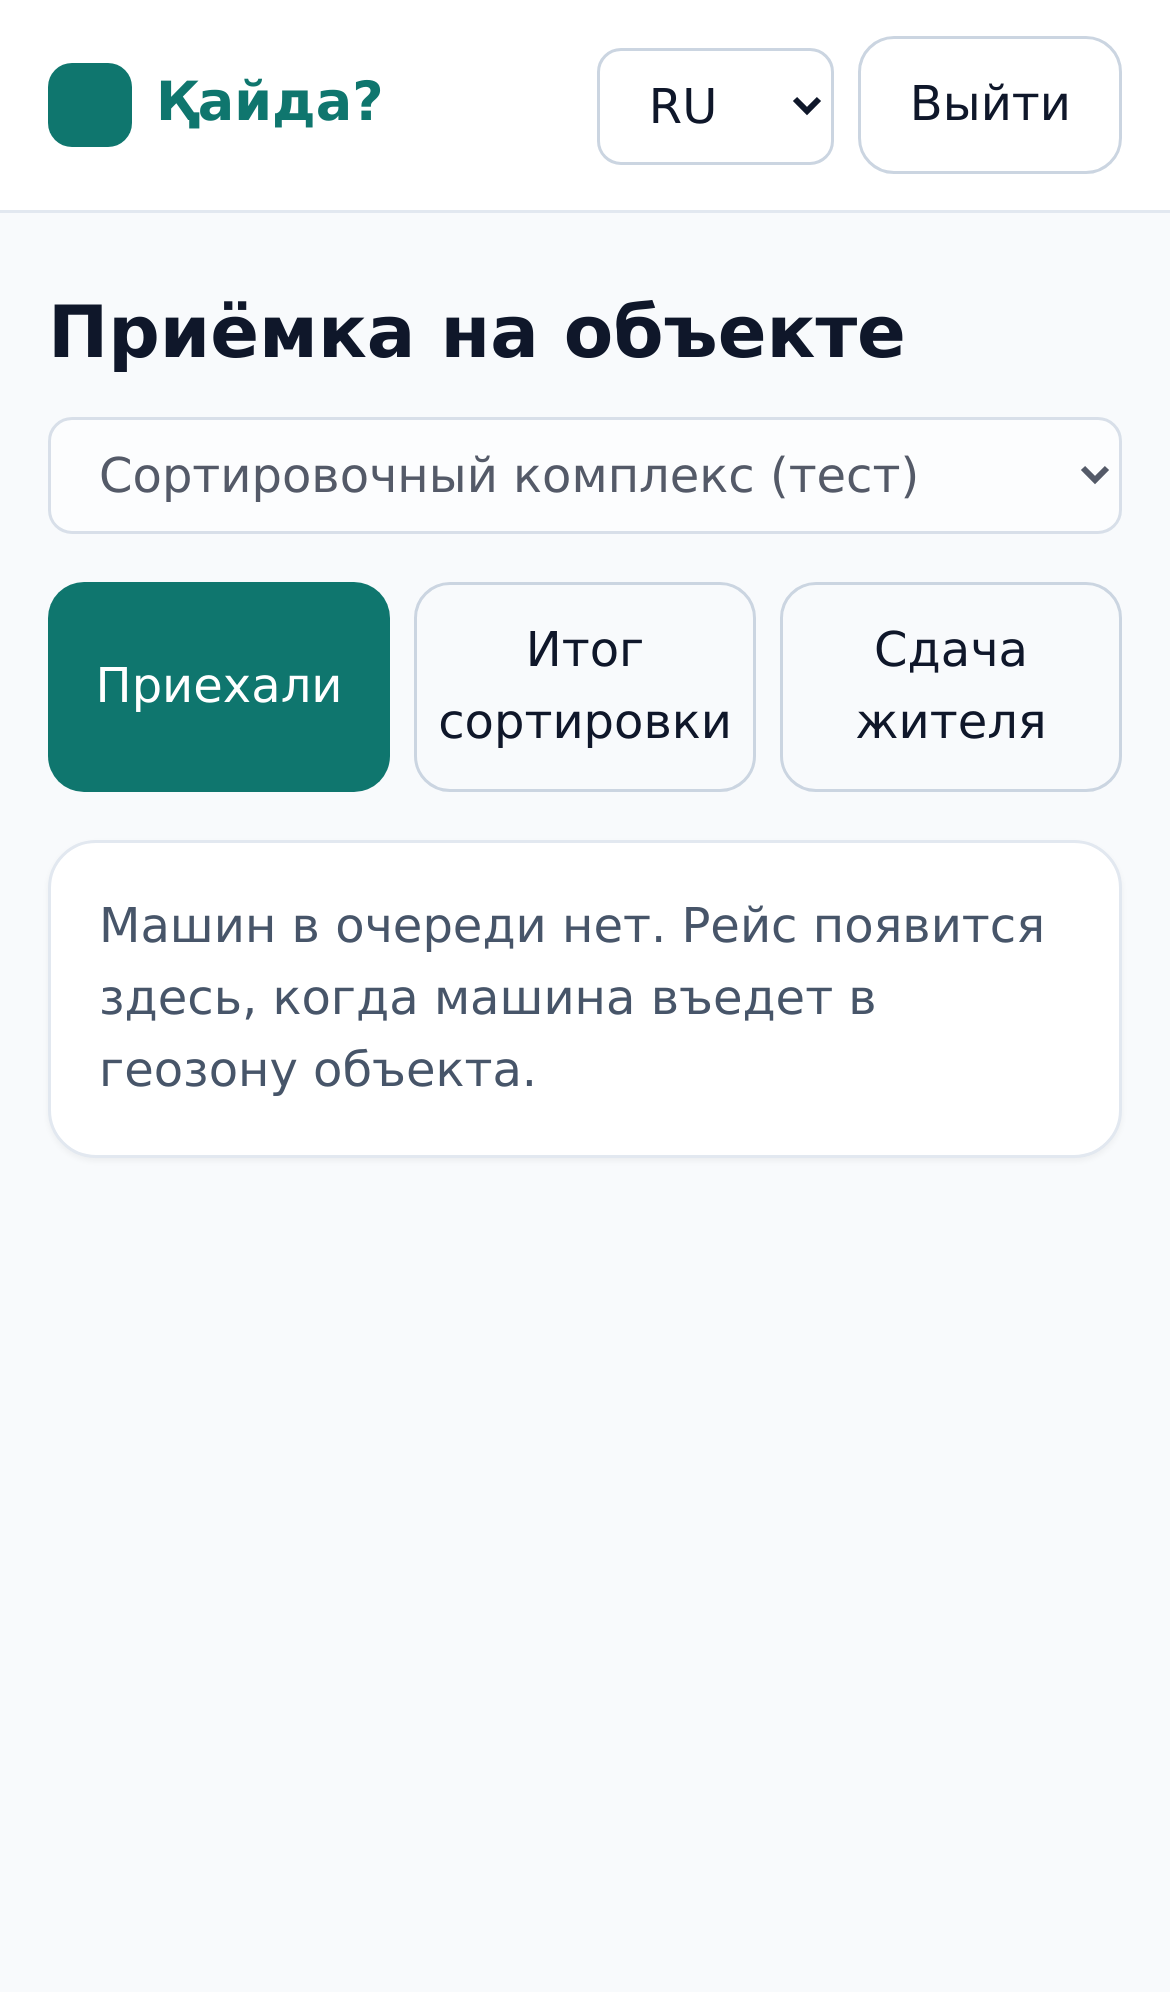 Қайда?
RU
Выйти
Приёмка на объекте
Сортировочный комплекс (тест)
Приехали
Итог
сортировки
Сдача
жителя
Машин в очереди нет. Рейс появится
здесь, когда машина въедет в
геозону объекта.